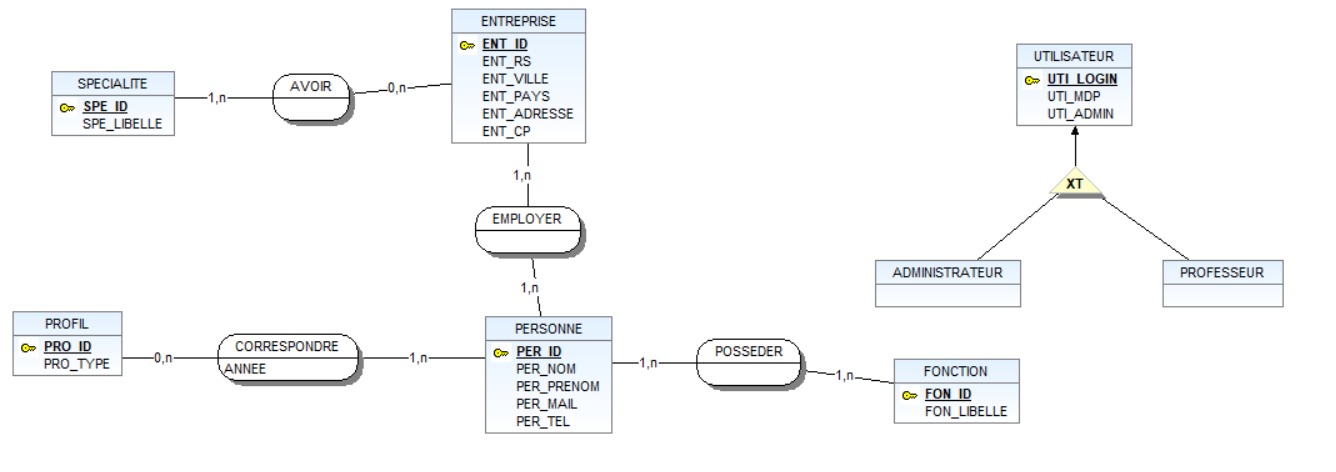 ENTREPRISE
ENT_ID
ENT_RS
ENT_VILLE
ENT_PAYS
ENT_ADRESSE
ENT_CP
SPECIALITE
SPE_ID
SPE_LIBELLE
1,n
AVOIR
0,n
1,n
EMPLOYER
1,n
PROFIL
PRO_ID
PRO_TYPE
0,n
CORRESPONDRE
ANNEE
1,n
PERSONNE
PER_ID
PER_NOM
PER_PRENOM
PER_MAIL
PER_TEL
1,n
POSSEDER
1,n
FONCTION
FON_ID
FON_LIBELLE
UTILISATEUR
UTI_LOGIN
UTI_MDP
UTI_ADMIN
XT
ADMINISTRATEUR
PROFESSEUR